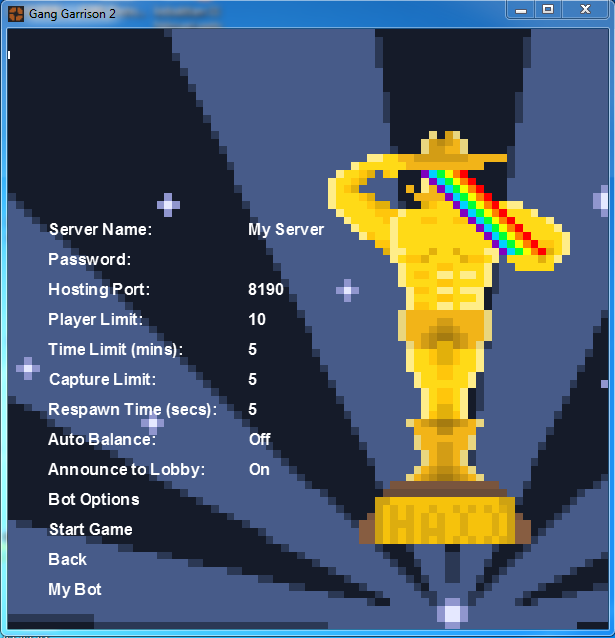 Gang Garrison 2
Server Name: My Server
Password:
Hosting Port: 8190
Player Limit: 10
Time Limit (mins): 5
Capture Limit: 5
Respawn Time (secs): 5
Auto Balance: Off
Announce to Lobby: On
Bot Options
Start Game
Back
My Bot